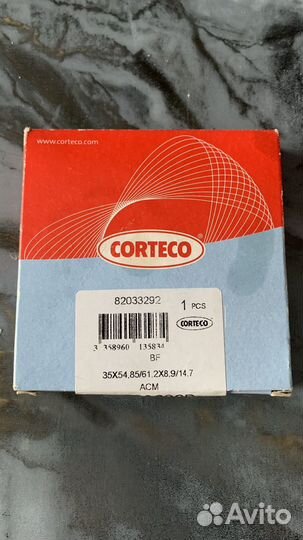 www.corteco.com
CORTECO®
82033292
1 PCS
CORTECO
3 358960 135834
BF
35X54,85/61,2X8,9/14,7
ACM
Avito